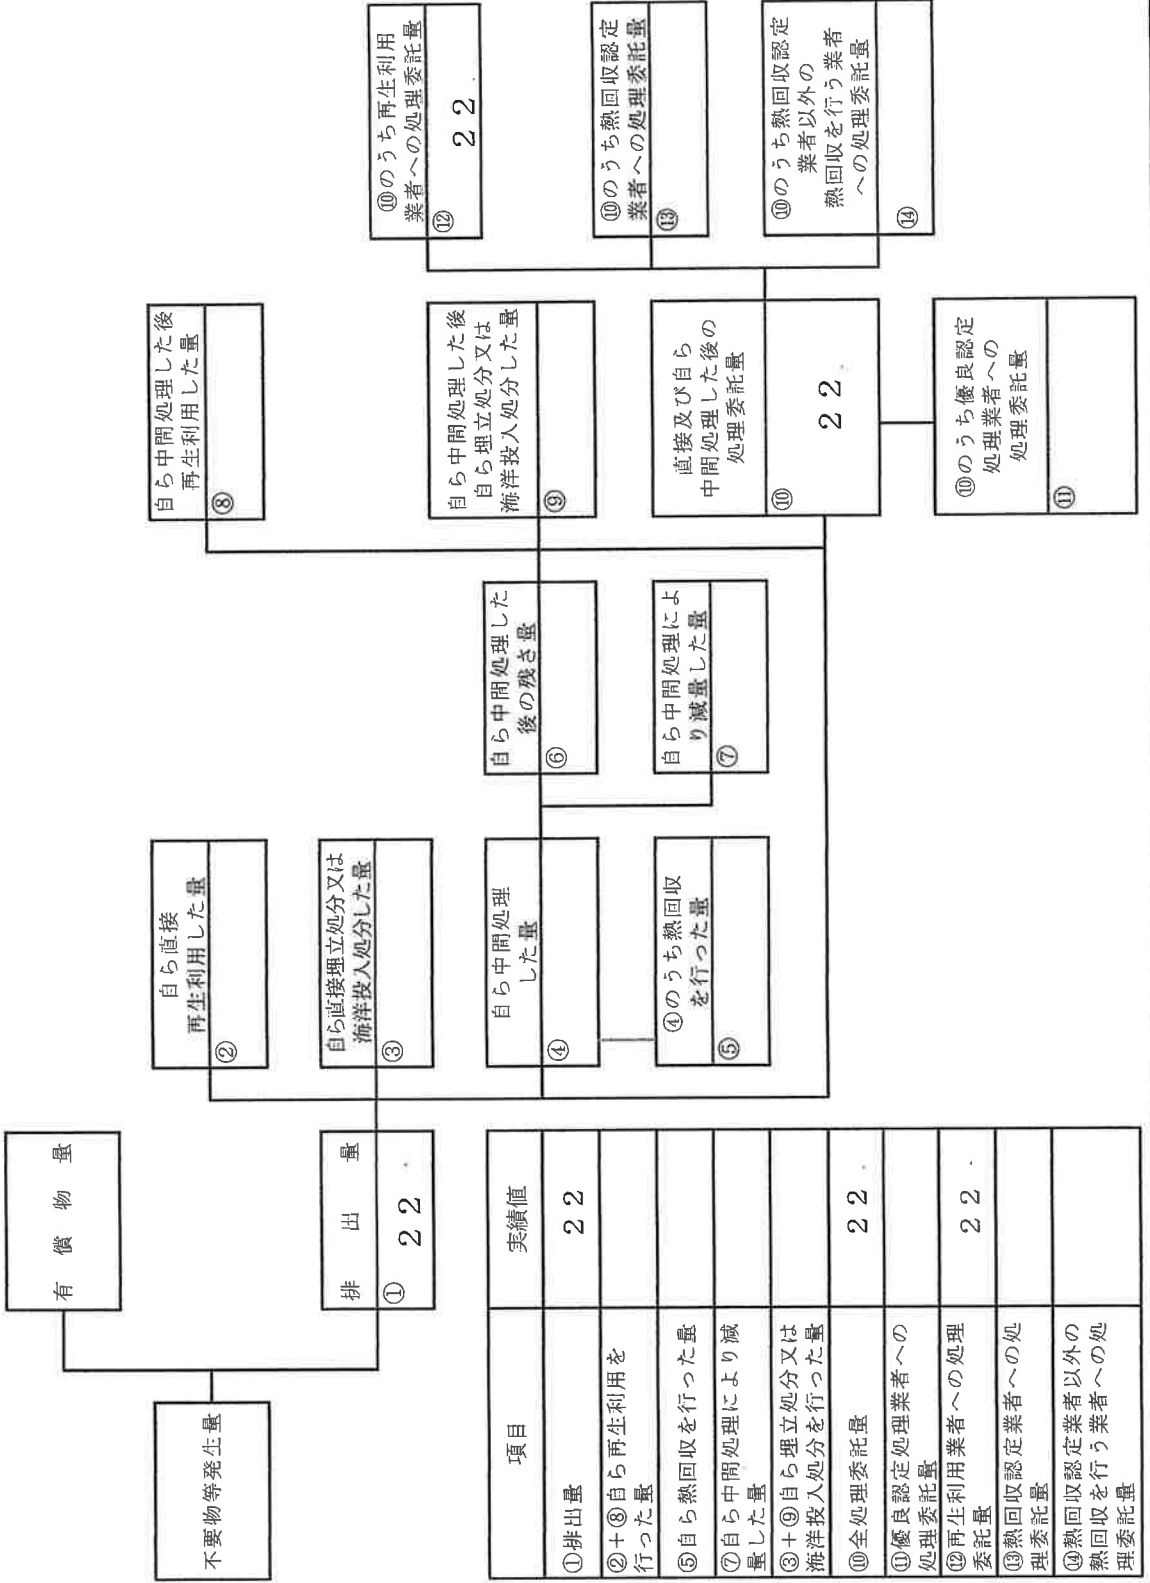 不要物等発生量
有償物量
排出量
① 22
自ら直接
再生利用した量
②
自ら直接埋立処分又は
海洋投入処分した量
③
自ら中間処理
した量
④
④のうち熱回収
を行った量
⑤
自ら中間処理した
後の残さ量
⑥
自ら中間処理によ
り減量した量
⑦
自ら中間処理した後
再生利用した量
⑧
自ら中間処理した後
自ら埋立処分又は
海洋投入処分した量
⑨
直接及び自ら
中間処理した後の
処理委託量
⑩ 22
⑩のうち優良認定
処理業者への
処理委託量
⑪
⑩のうち再生利用
業者への処理委託量
⑫ 22
⑩のうち熱回収認定
業者への処理委託量
⑬
⑩のうち熱回収認定
業者以外の
熱回収を行う業者
への処理委託量
⑭
項目 実績値
①排出量 22
②+⑧自ら再生利用を
行った量
⑤自ら熱回収を行った量
⑦自ら中間処理により減
量した量
③+⑨自ら埋立処分又は
海洋投入処分を行った量
⑩全処理委託量 22
⑪優良認定処理業者への
処理委託量
⑫再生利用業者への処理
委託量 22
⑬熱回収認定業者への処
理委託量
⑭熱回収認定業者以外の
熱回収を行う業者への処
理委託量